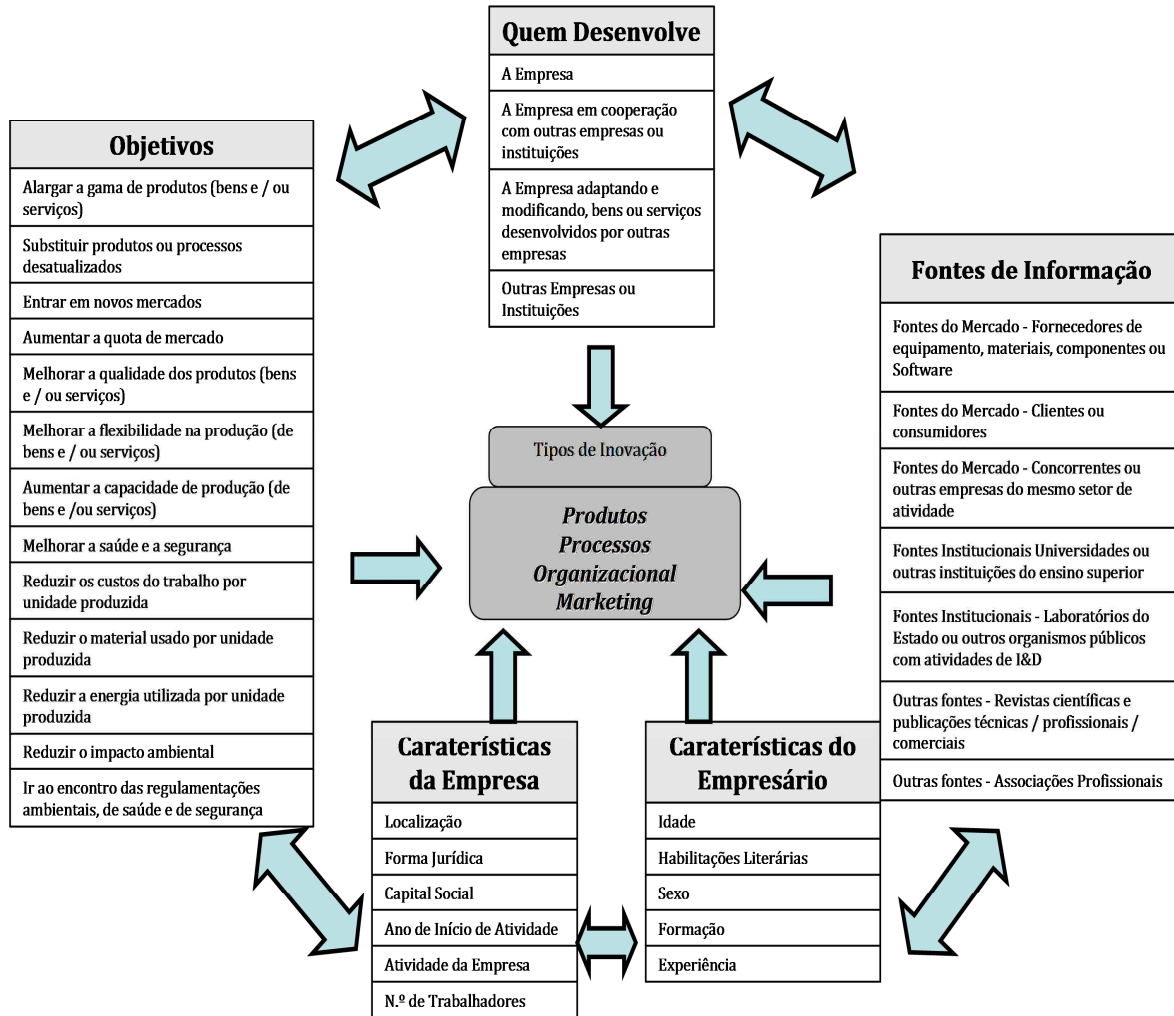 Quem Desenvolve
A Empresa
A Empresa em cooperação
com outras empresas ou
instituições
A Empresa adaptando e
modificando, bens ou serviços
desenvolvidos por outras
empresas
Outras Empresas ou
Instituições
Objetivos
Alargar a gama de produtos (bens e / ou
serviços)
Substituir produtos ou processos
desatualizados
Entrar em novos mercados
Aumentar a quota de mercado
Melhorar a qualidade dos produtos (bens
e / ou serviços)
Melhorar a flexibilidade na produção (de
bens e / ou serviços)
Aumentar a capacidade de produção (de
bens e /ou serviços)
Melhorar a saúde e a segurança
Reduzir os custos do trabalho por
unidade produzida
Reduzir o material usado por unidade
produzida
Reduzir a energia utilizada por unidade
produzida
Reduzir o impacto ambiental
Ir ao encontro das regulamentações
ambientais, de saúde e de segurança
Tipos de Inovação
Produtos
Processos
Organizacional
Marketing
Fontes de Informação
Fontes do Mercado - Fornecedores de
equipamento, materiais, componentes ou
Software
Fontes do Mercado - Clientes ou
consumidores
Fontes do Mercado - Concorrentes ou
outras empresas do mesmo setor de
atividade
Fontes Institucionais Universidades ou
outras instituições do ensino superior
Fontes Institucionais - Laboratórios do
Estado ou outros organismos públicos
com atividades de I&D
Outras fontes - Revistas científicas e
publicações técnicas / profissionais /
comerciais
Outras fontes - Associações Profissionais
Caraterísticas
da Empresa
Localização
Forma Jurídica
Capital Social
Ano de Início de Atividade
Atividade da Empresa
N.º de Trabalhadores
Caraterísticas do
Empresário
Idade
Habilitações Literárias
Sexo
Formação
Experiência